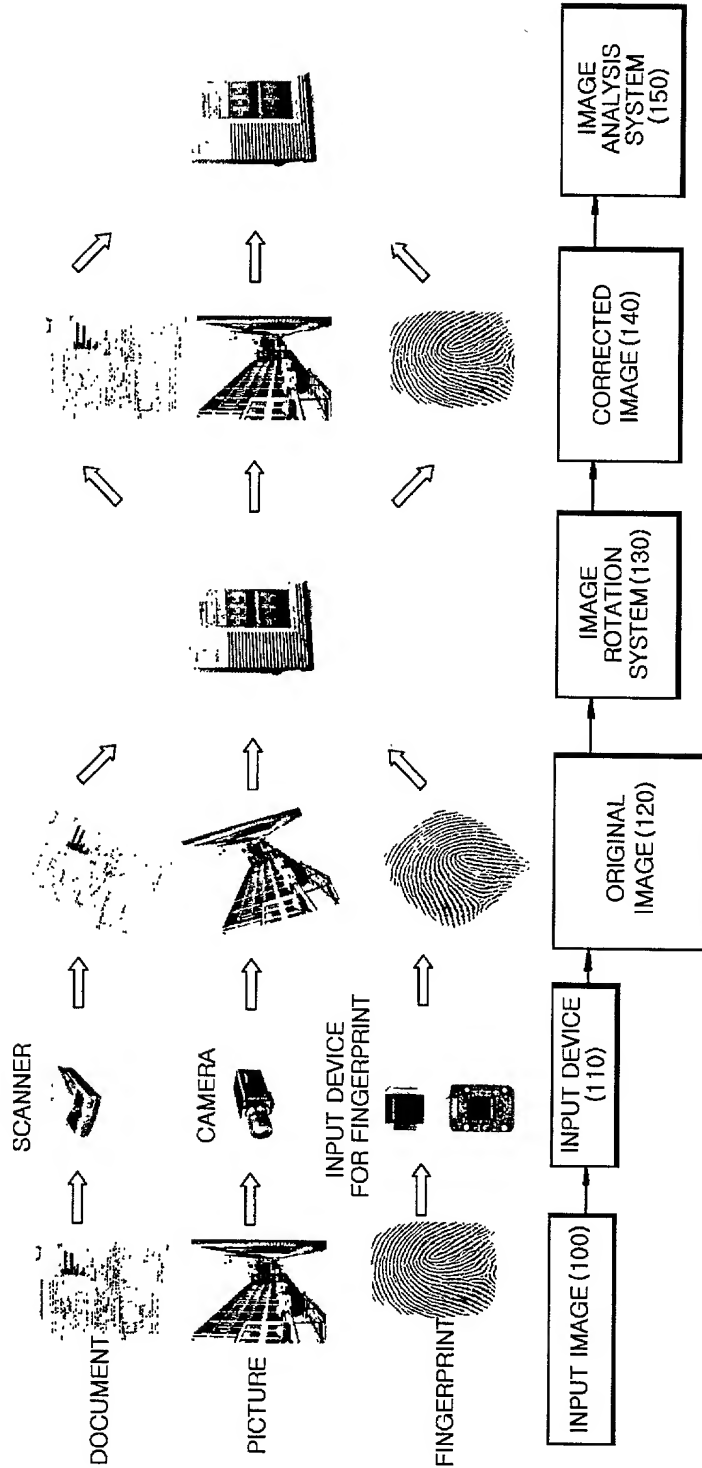 DOCUMENT
SCANNER
PICTURE
CAMERA
FINGERPRINT
INPUT DEVICE
FOR FINGERPRINT
INPUT IMAGE (100)
INPUT DEVICE
(110)
ORIGINAL
IMAGE (120)
IMAGE
ROTATION
SYSTEM (130)
CORRECTED
IMAGE (140)
IMAGE
ANALYSIS
SYSTEM
(150)